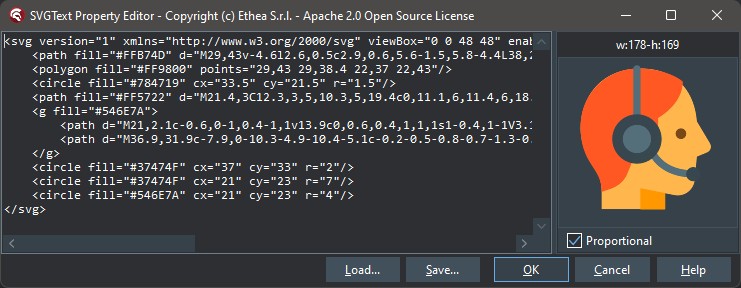 SVGText Property Editor - Copyright (c) Ethea S.r.l. - Apache 2.0 Open Source License
<svg version="1" xmlns="http://www.w3.org/2000/svg" viewBox="0 0 48 48" enab
<path fill="#FFB74D" d="M29,43v-4.6l2.6,0.5c2.9,0.6,5.6-1.5,5.8-4.4L38,2
<polygon fill="#FF9800" points="29,43 29,38.4 22,37 22,43"/>
<circle fill="#784719" cx="33.5" cy="21.5" r="1.5"/>
<path fill="#FF5722" d="M21.4,3C12.3,3,5,10.3,5,19.4c0,11.1,6,11.4,6,18.
<g fill="#546E7A">
<path d="M21,2.1c-0.6,0-1,0.4-1,1v13.9c0,0.6,0.4,1,1,1s1-0.4,1-1V3.1
<path d="M36.9,31.9c-7.9,0-10.3-4.9-10.4-5.1c-0.2-0.5-0.8-0.7-1.3-0.
</g>
<circle fill="#37474F" cx="37" cy="33" r="2"/>
<circle fill="#37474F" cx="21" cy="23" r="7"/>
<circle fill="#546E7A" cx="21" cy="23" r="4"/>
</svg>
w:178-h:169
Proportional
Load... Save... OK Cancel Help